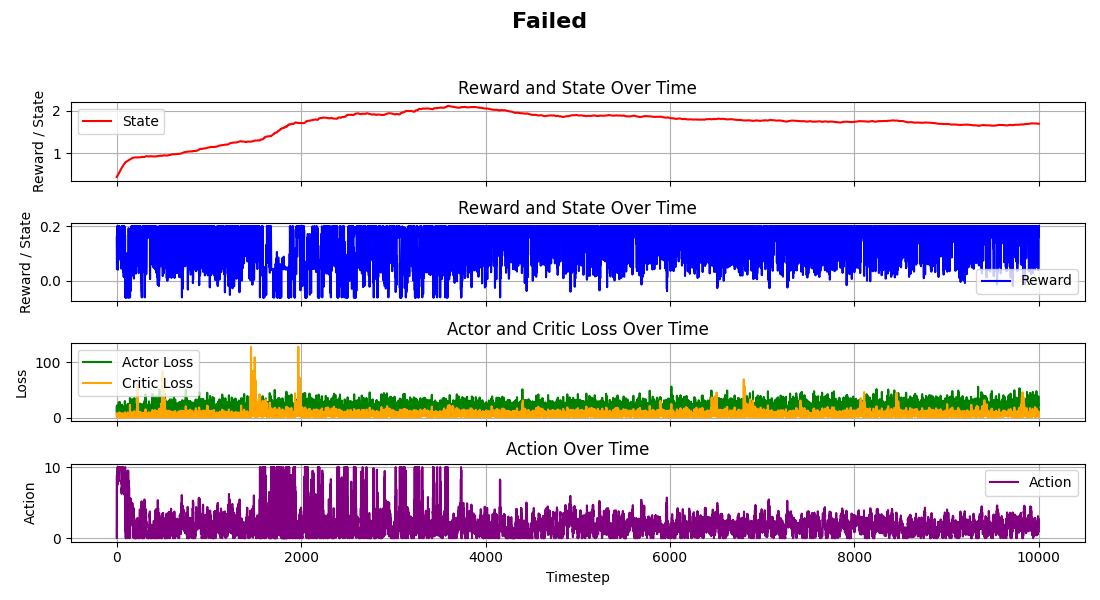 Failed
Reward and State Over Time
Reward / State
2
1
State
Reward and State Over Time
Reward / State
0.2
0.0
Reward
Actor and Critic Loss Over Time
Loss
100
0
Actor Loss
Critic Loss
Action Over Time
Action
10
0
Action
0 2000 4000 6000 8000 10000
Timestep